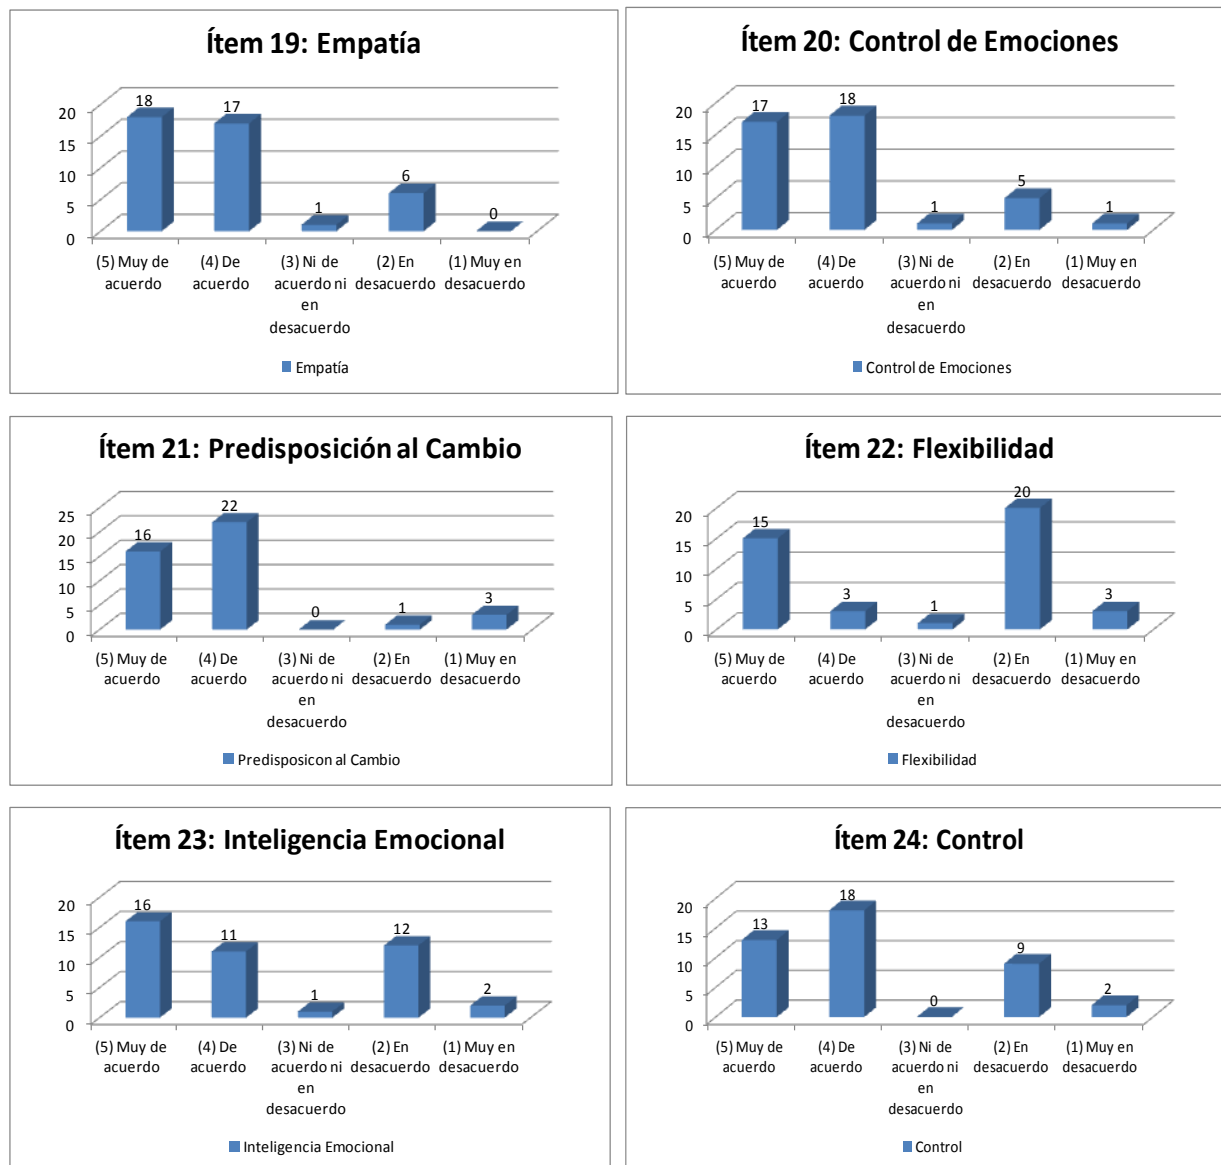 Ítem 19: Empatía
20
15
10
5
0
18
17
1
6
0
(5) Muy de
acuerdo
(4) De
acuerdo
(3) Ni de
acuerdo ni
en
desacuerdo
(2) En
desacuerdo
(1) Muy en
desacuerdo
Empatía
Ítem 20: Control de Emociones
20
15
10
5
0
17
18
1
5
1
(5) Muy de
acuerdo
(4) De
acuerdo
(3) Ni de
acuerdo ni
en
desacuerdo
(2) En
desacuerdo
(1) Muy en
desacuerdo
Control de Emociones
Ítem 21: Predisposición al Cambio
25
20
15
10
5
0
16
22
0
1
3
(5) Muy de
acuerdo
(4) De
acuerdo
(3) Ni de
acuerdo ni
en
desacuerdo
(2) En
desacuerdo
(1) Muy en
desacuerdo
Predisposicon al Cambio
Ítem 22: Flexibilidad
20
15
10
5
0
15
3
1
20
3
(5) Muy de
acuerdo
(4) De
acuerdo
(3) Ni de
acuerdo ni
en
desacuerdo
(2) En
desacuerdo
(1) Muy en
desacuerdo
Flexibilidad
Ítem 23: Inteligencia Emocional
20
15
10
5
0
16
11
1
12
2
(5) Muy de
acuerdo
(4) De
acuerdo
(3) Ni de
acuerdo ni
en
desacuerdo
(2) En
desacuerdo
(1) Muy en
desacuerdo
Inteligencia Emocional
Ítem 24: Control
20
15
10
5
0
13
18
0
9
2
(5) Muy de
acuerdo
(4) De
acuerdo
(3) Ni de
acuerdo ni
en
desacuerdo
(2) En
desacuerdo
(1) Muy en
desacuerdo
Control